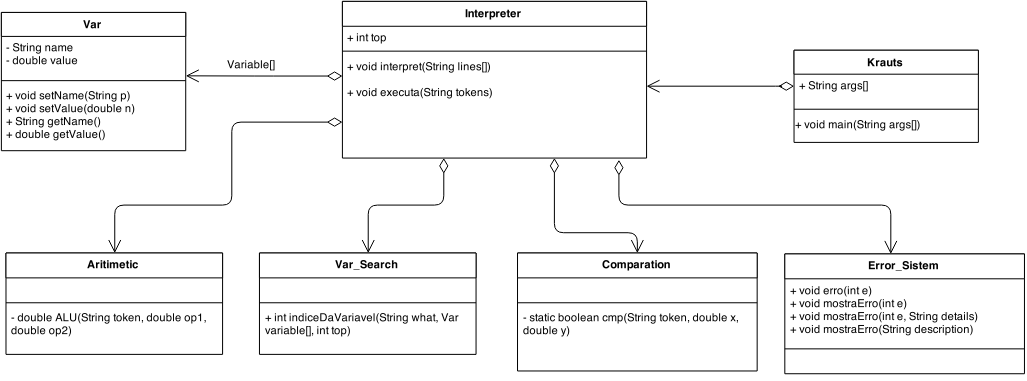 Var
- String name
- double value
+ void setName(String p)
+ void setValue(double n)
+ String getName()
+ double getValue()
Variable[]
Interpreter
+ int top
+ void interpret(String lines[])
+ void executa(String tokens)
Krauts
+ String args[]
+ void main(String args[])
Aritimetic
- double ALU(String token, double op1,
double op2)
Var_Search
+ int indiceDaVariavel(String what, Var
variable[], int top)
Comparation
- static boolean cmp(String token, double x,
double y)
Error_Sistem
+ void erro(int e)
+ void mostraErro(int e)
+ void mostraErro(int e, String details)
+ void mostraErro(String description)